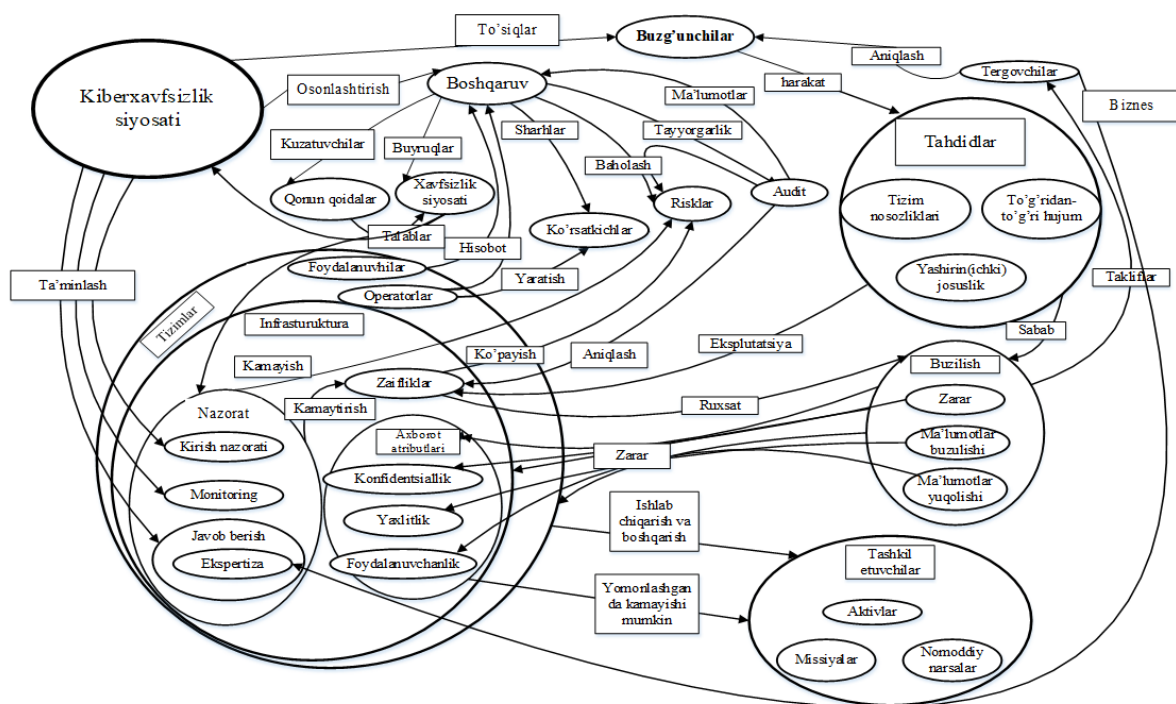 To’siqlar
Buzg’unchilar
Aniqlash
Tergovchilar
harakat
Biznes
Kiberxavfsizlik
siyosati
Osonlashtirish
Boshqaruv
Ma’lumotlar
Kuzatuvchilar
Buyruqlar
Sharhlar
Tayyorgarlik
Baholash
Tahdidlar
Qonun qoidalar
Xavfsizlik
siyosati
Ko’rsatkichlar
Risklar
Audit
Tizim
nosozliklari
To’g’ridan-
to’g’ri hujum
Yashirin(ichki)
josuslik
Talablar
Hisobot
Foydalanuvhilar
Operatorlar
Yaratish
Ta’minlash
Tizimlar
Infrasturuktura
Takliflar
Sabab
Kamayish
Ko’payish
Aniqlash
Eksplutatsiya
Zaifliklar
Ruxsat
Buzilish
Zarar
Ma’lumotlar
buzulishi
Ma’lumotlar
yuqolishi
Nazorat
Kamaytirish
Kirish nazorati
Monitoring
Javob berish
Ekspertiza
Axborot
atributlari
Konfidentsiallik
Yaxlitlik
Foydalanuvchanlik
Zarar
Ishlab
chiqarish va
boshqarish
Yomonlashgan
da kamayishi
mumkin
Tashkil
etuvchilar
Aktivlar
Missiyalar
Nomoddiy
narsalar